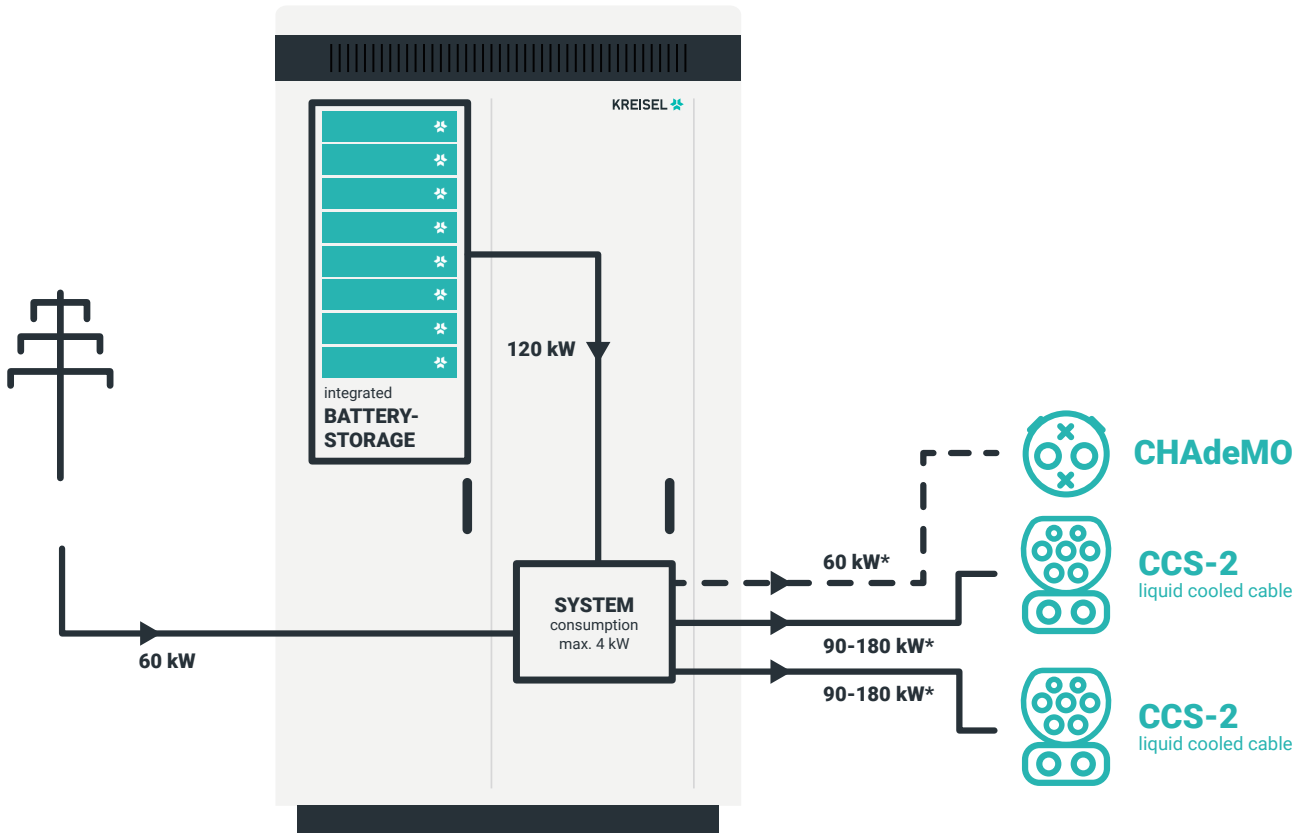 KREISEL
120 kW
integrated
BATTERY-
STORAGE
CHAdeMO
60 kW*
CCS-2
liquid cooled cable
SYSTEM
consumption
max. 4 kW
90-180 kW*
60 kW
90-180 kW*
CCS-2
liquid cooled cable